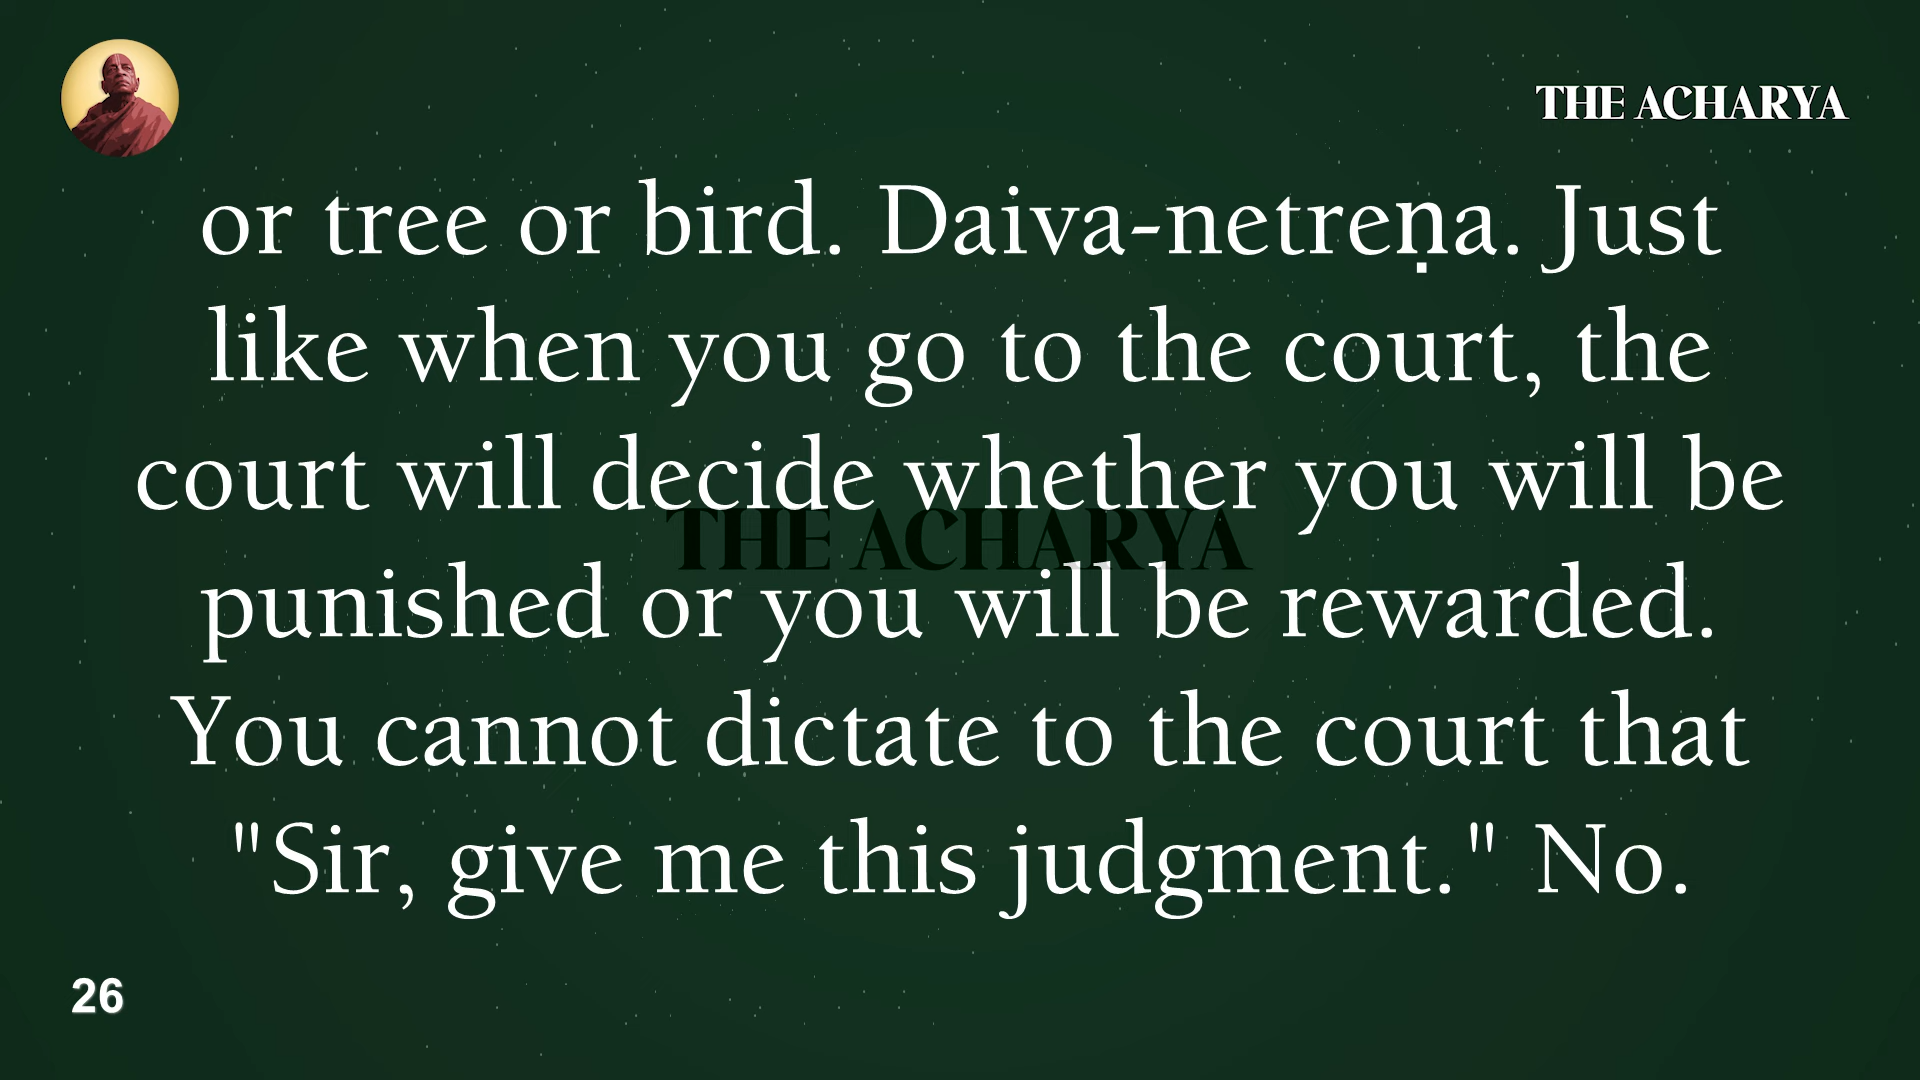 THE ACHARYA
or tree or bird. Daiva-netreṇa. Just
like when you go to the court, the
court will decide whether you will be
THE ACHARYA
punished or you will be rewarded.
You cannot dictate to the court that
"Sir, give me this judgment." No.
26